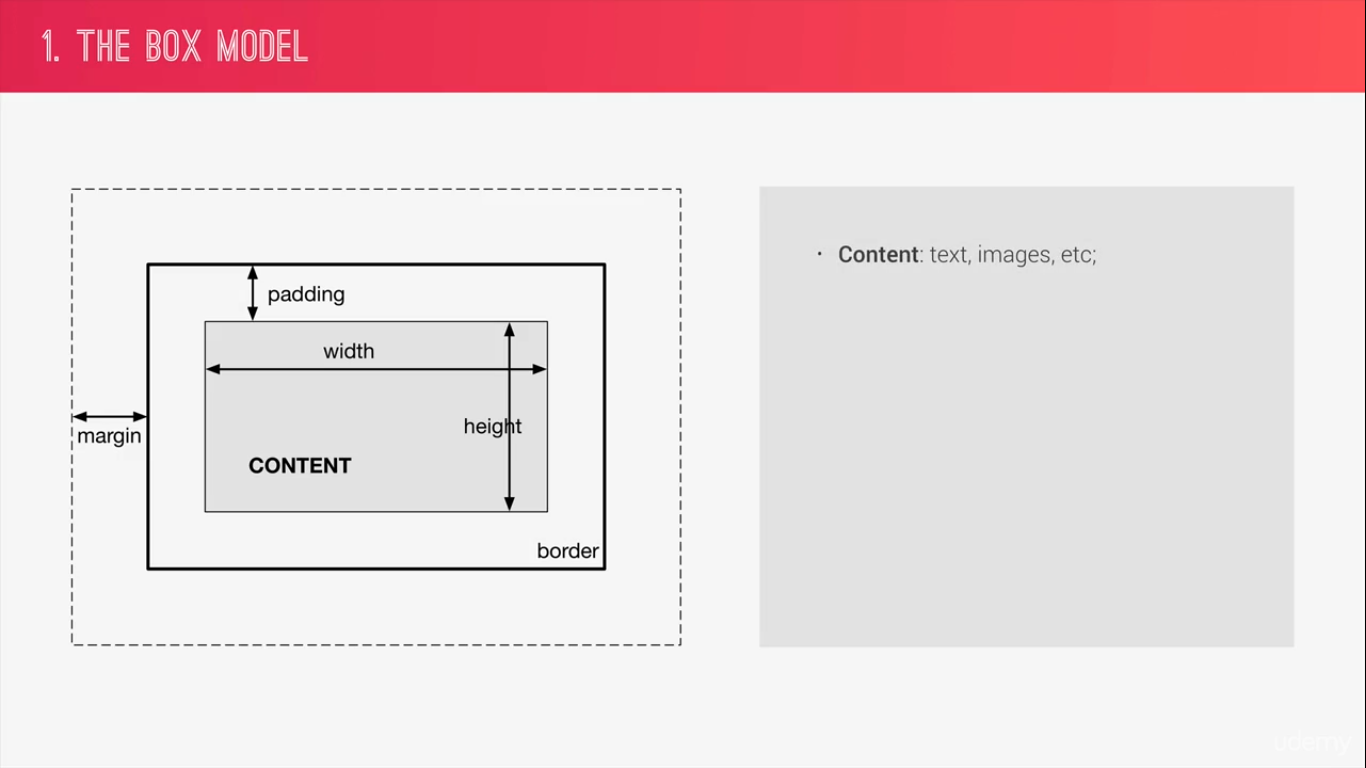 1. THE BOX MODEL
padding
width
margin
height
CONTENT
border
· Content: text, images, etc;
udemy